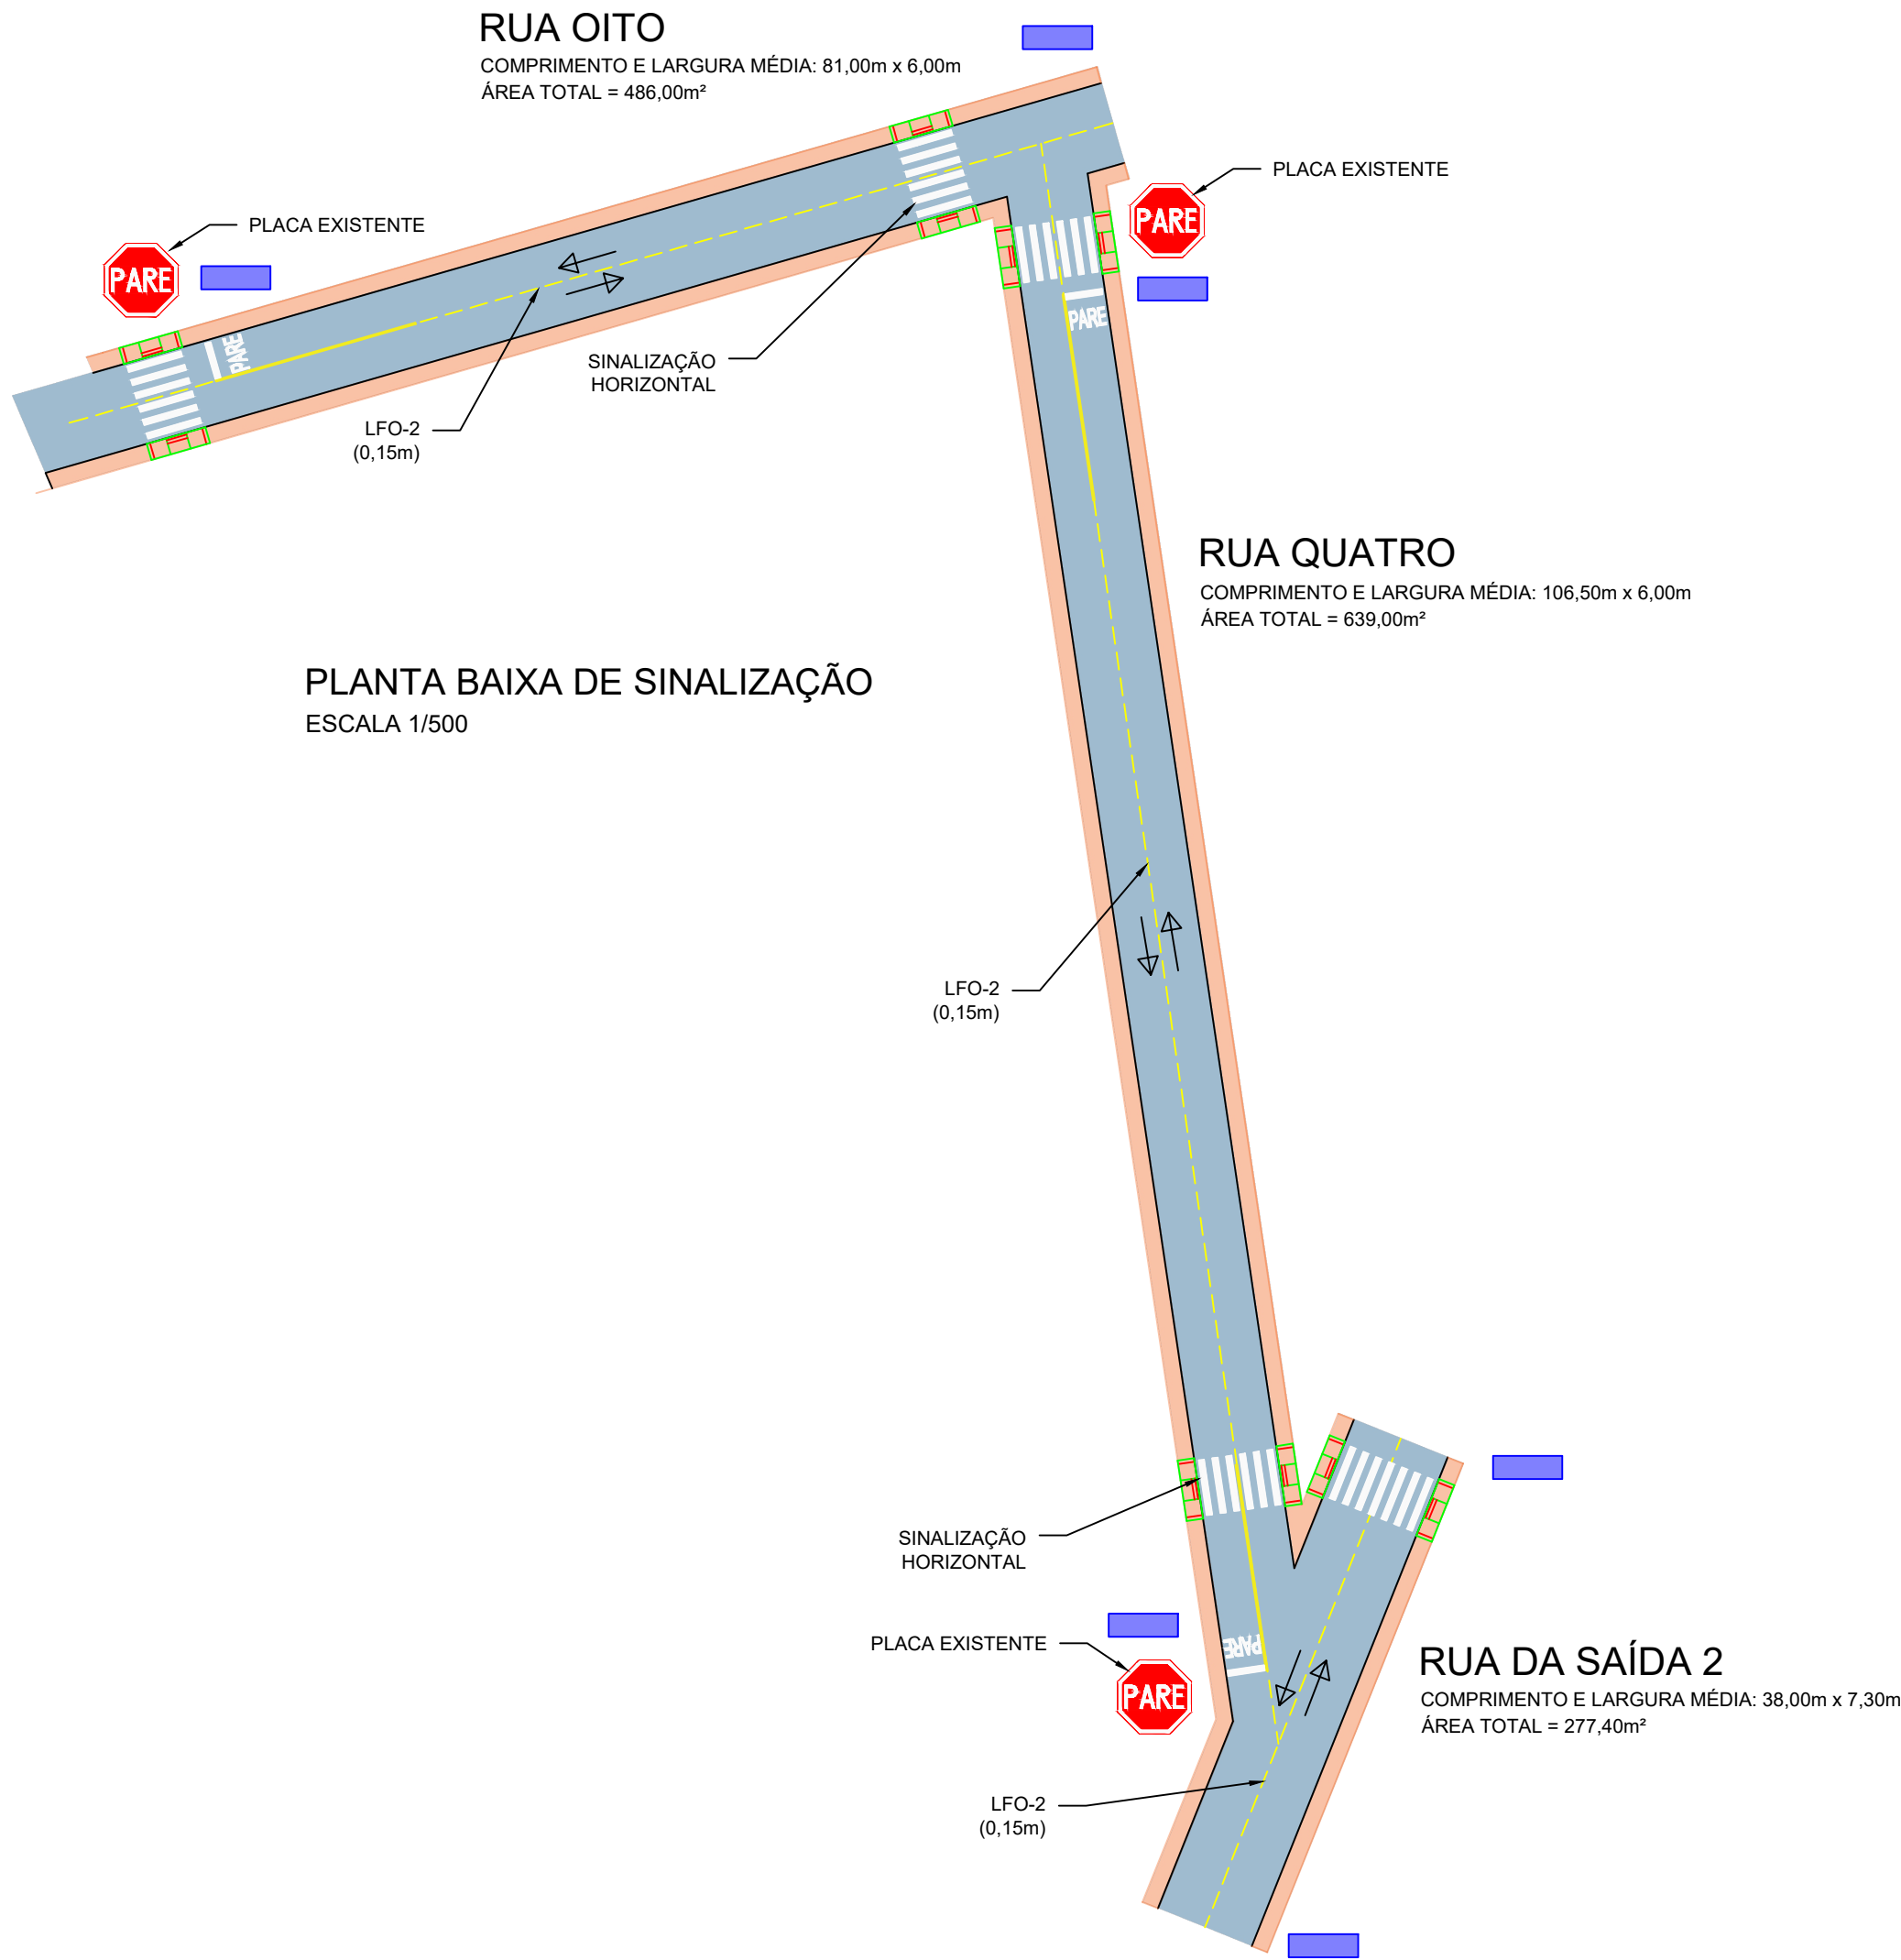 RUA OITO
COMPRIMENTO E LARGURA MÉDIA: 81,00m x 6,00m
ÁREA TOTAL = 486,00m²
PLACA EXISTENTE
PARE
PLACA EXISTENTE
PARE
PARE
PARE
SINALIZAÇÃO
HORIZONTAL
LFO-2
(0,15m)
RUA QUATRO
COMPRIMENTO E LARGURA MÉDIA: 106,50m x 6,00m
ÁREA TOTAL = 639,00m²
PLANTA BAIXA DE SINALIZAÇÃO
ESCALA 1/500
LFO-2
(0,15m)
SINALIZAÇÃO
HORIZONTAL
PLACA EXISTENTE
PARE
PARE
RUA DA SAÍDA 2
COMPRIMENTO E LARGURA MÉDIA: 38,00m x 7,30m
ÁREA TOTAL = 277,40m²
LFO-2
(0,15m)